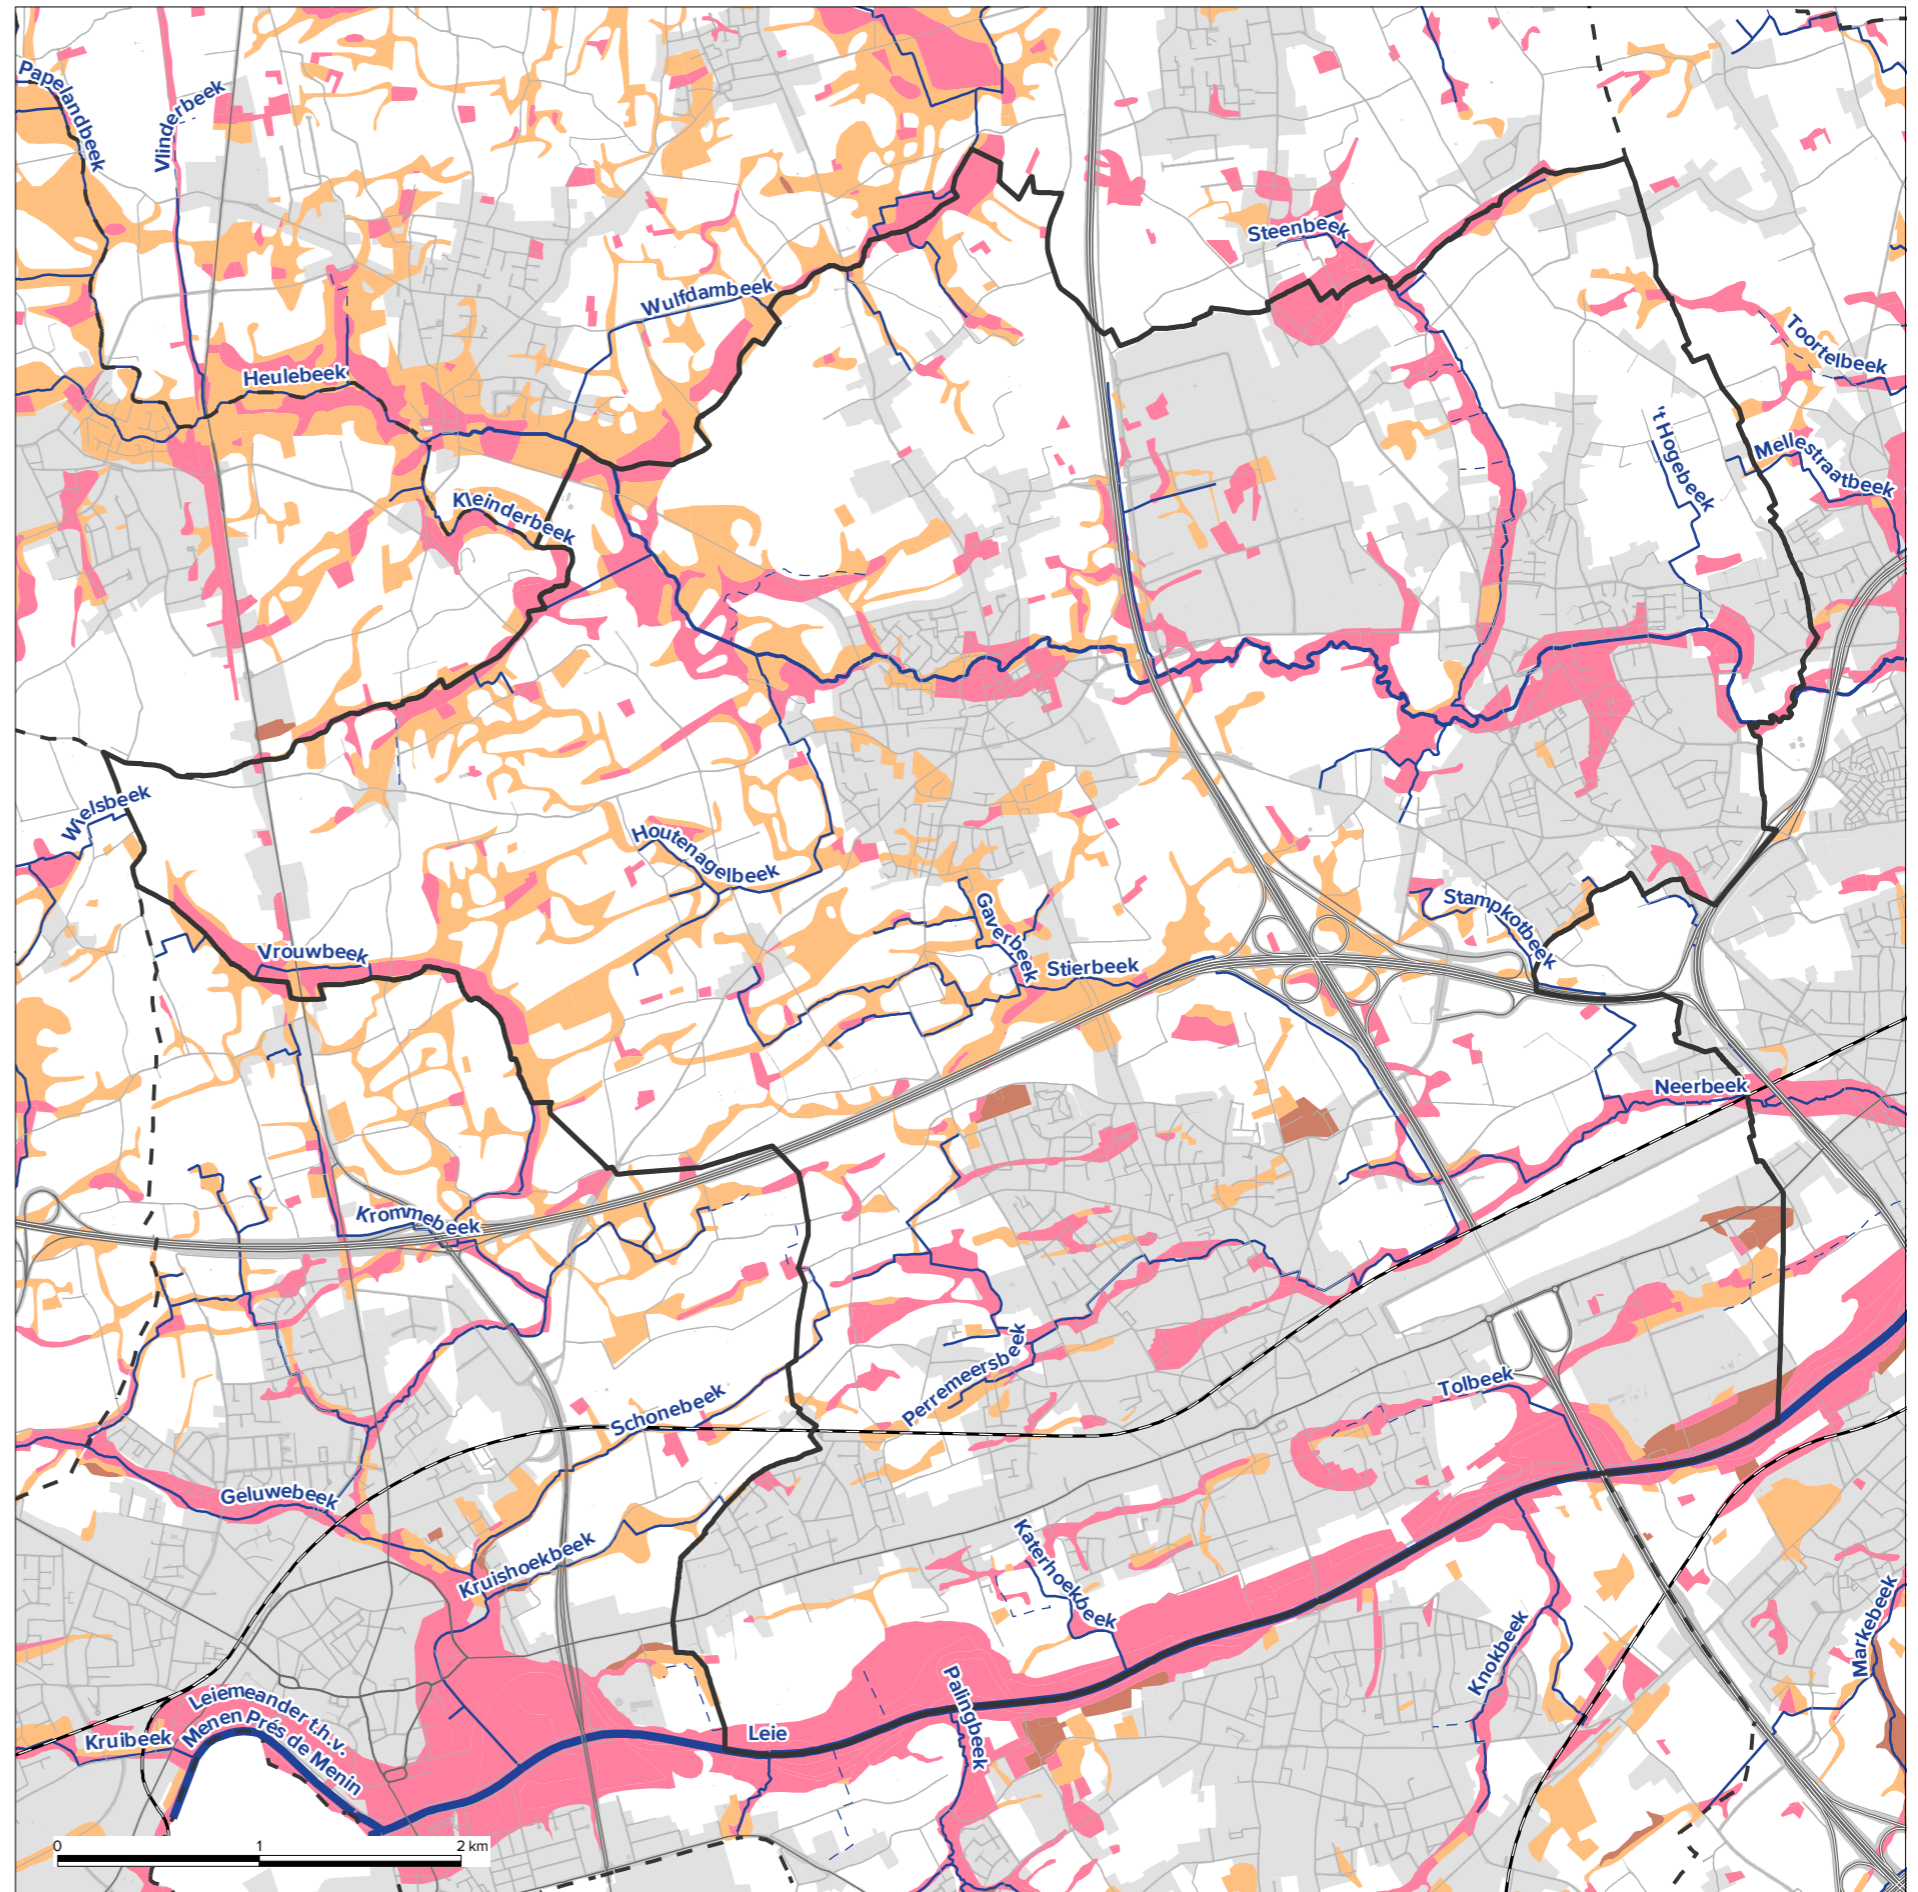 Papelandbeek
Vlinderbeek
Steenbeek
Wulfdambeek
Toortelbeek
Heulebeek
't Hogebeek
Mellestraatbeek
Kleinderbeek
Wielsbeek
Houtenagelbeek
Gaverbeek
Stampkotbeek
Vrouwbeek
Stierbeek
Neerbeek
Krommebeek
Perremeersbeek
Tolbeek
Schonebeek
Geluwebeek
Kruishoekbeek
Katerhoekbeek
Markebeek
Knokbeek
Palingbeek
Leiemeander t.h.v.
Menen Prés de Menin
Kruibeek
Leie
0 1 2 km